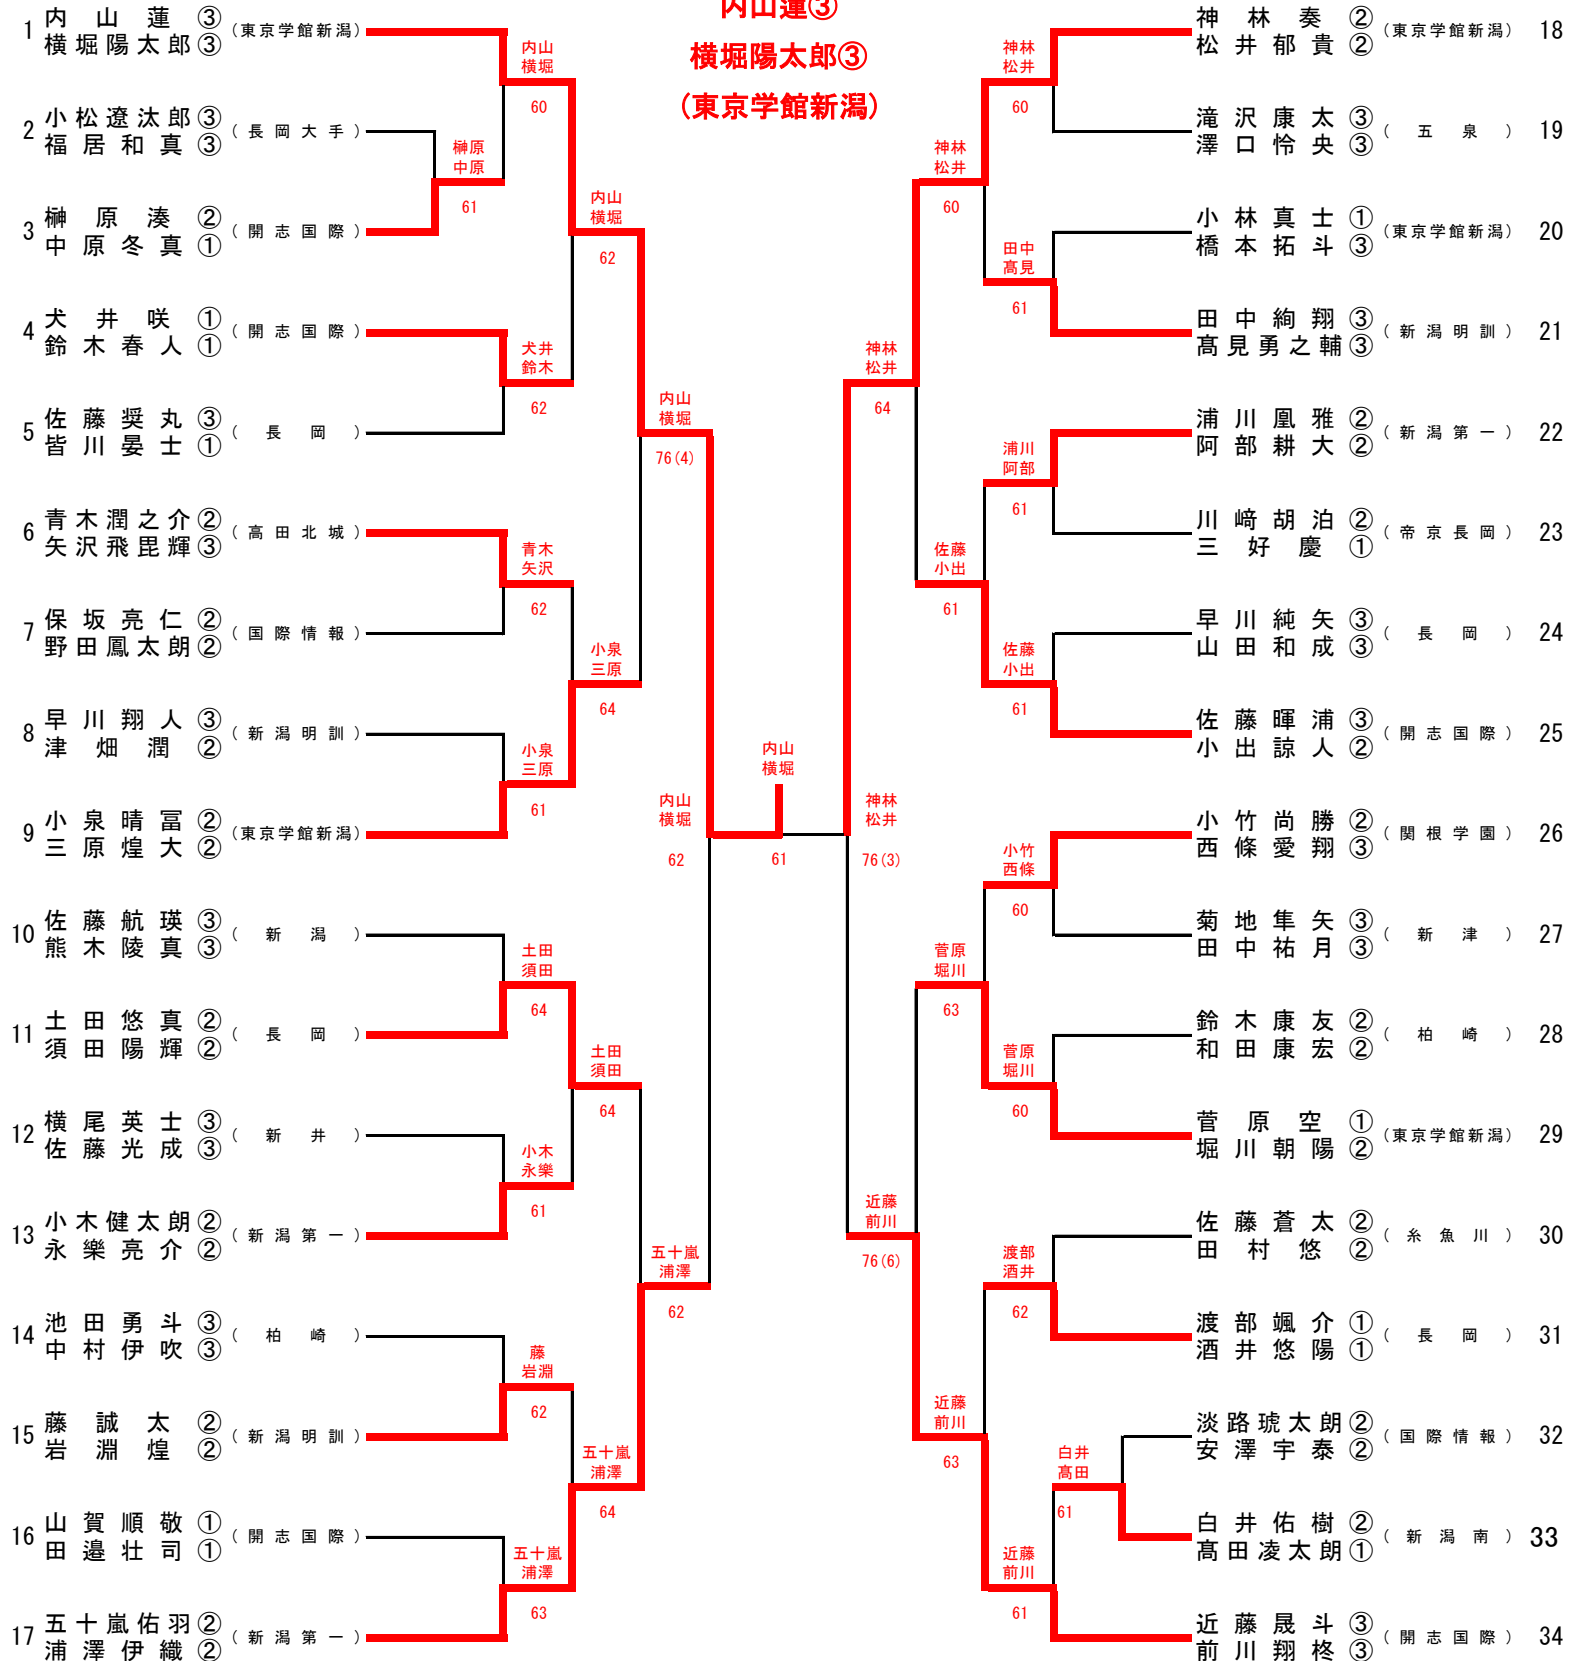 内山蓮③
横堀陽太郎③
(東京学館新潟)
1 内山蓮③ (東京学館新潟)
横堀陽太郎③
2 小松遼汰郎③ (長岡大手)
福居和真③
3 榊原湊② (開志国際)
中原冬真①
4 犬井咲① (開志国際)
鈴木春人①
5 佐藤奨丸③ (長岡)
皆川晏士①
6 青木潤之介② (高田北城)
矢沢飛毘輝③
7 保坂亮仁② (国際情報)
野田鳳太朗②
8 早川翔人③ (新潟明訓)
津畑潤②
9 小泉晴冨② (東京学館新潟)
三原煌大②
10 佐藤航瑛③ (新潟)
熊木陵真③
11 土田悠真② (長岡)
須田陽輝②
12 横尾英士③ (新井)
佐藤光成③
13 小木健太朗② (新潟第一)
永樂亮介②
14 池田勇斗③ (柏崎)
中村伊吹③
15 藤誠太② (新潟明訓)
岩淵煌②
16 山賀順敬① (開志国際)
田邉壮司①
17 五十嵐佑羽② (新潟第一)
浦澤伊織②
榊原
中原
61
内山
横堀
60
犬井
鈴木
62
青木
矢沢
62
小泉
三原
61
土田
須田
64
小木
永樂
61
藤
岩淵
62
五十嵐
浦澤
63
内山
横堀
62
小泉
三原
64
土田
須田
64
五十嵐
浦澤
64
内山
横堀
76(4)
五十嵐
浦澤
62
内山
横堀
62
内山
横堀
61
神林
松井
76(3)
神林
松井
64
近藤
前川
76(6)
神林
松井
60
佐藤
小出
61
菅原
堀川
63
近藤
前川
63
神林
松井
60
田中
髙見
61
浦川
阿部
61
佐藤
小出
61
小竹
西條
60
菅原
堀川
60
渡部
酒井
62
近藤
前川
61
白井
髙田
61
神林奏② (東京学館新潟) 18
松井郁貴②
滝沢康太③ (五泉) 19
澤口怜央③
小林真士① (東京学館新潟) 20
橋本拓斗③
田中絢翔③ (新潟明訓) 21
髙見勇之輔③
浦川凰雅② (新潟第一) 22
阿部耕大②
川﨑胡泊② (帝京長岡) 23
三好慶①
早川純矢③ (長岡) 24
山田和成③
佐藤暉浦③ (開志国際) 25
小出諒人②
小竹尚勝② (関根学園) 26
西條愛翔③
菊地隼矢③ (新津) 27
田中祐月③
鈴木康友② (柏崎) 28
和田康宏②
菅原空① (東京学館新潟) 29
堀川朝陽②
佐藤蒼太② (糸魚川) 30
田村悠②
渡部颯介① (長岡) 31
酒井悠陽①
淡路琥太朗② (国際情報) 32
安澤宇泰②
白井佑樹② (新潟南) 33
髙田凌太朗①
近藤晟斗③ (開志国際) 34
前川翔柊③